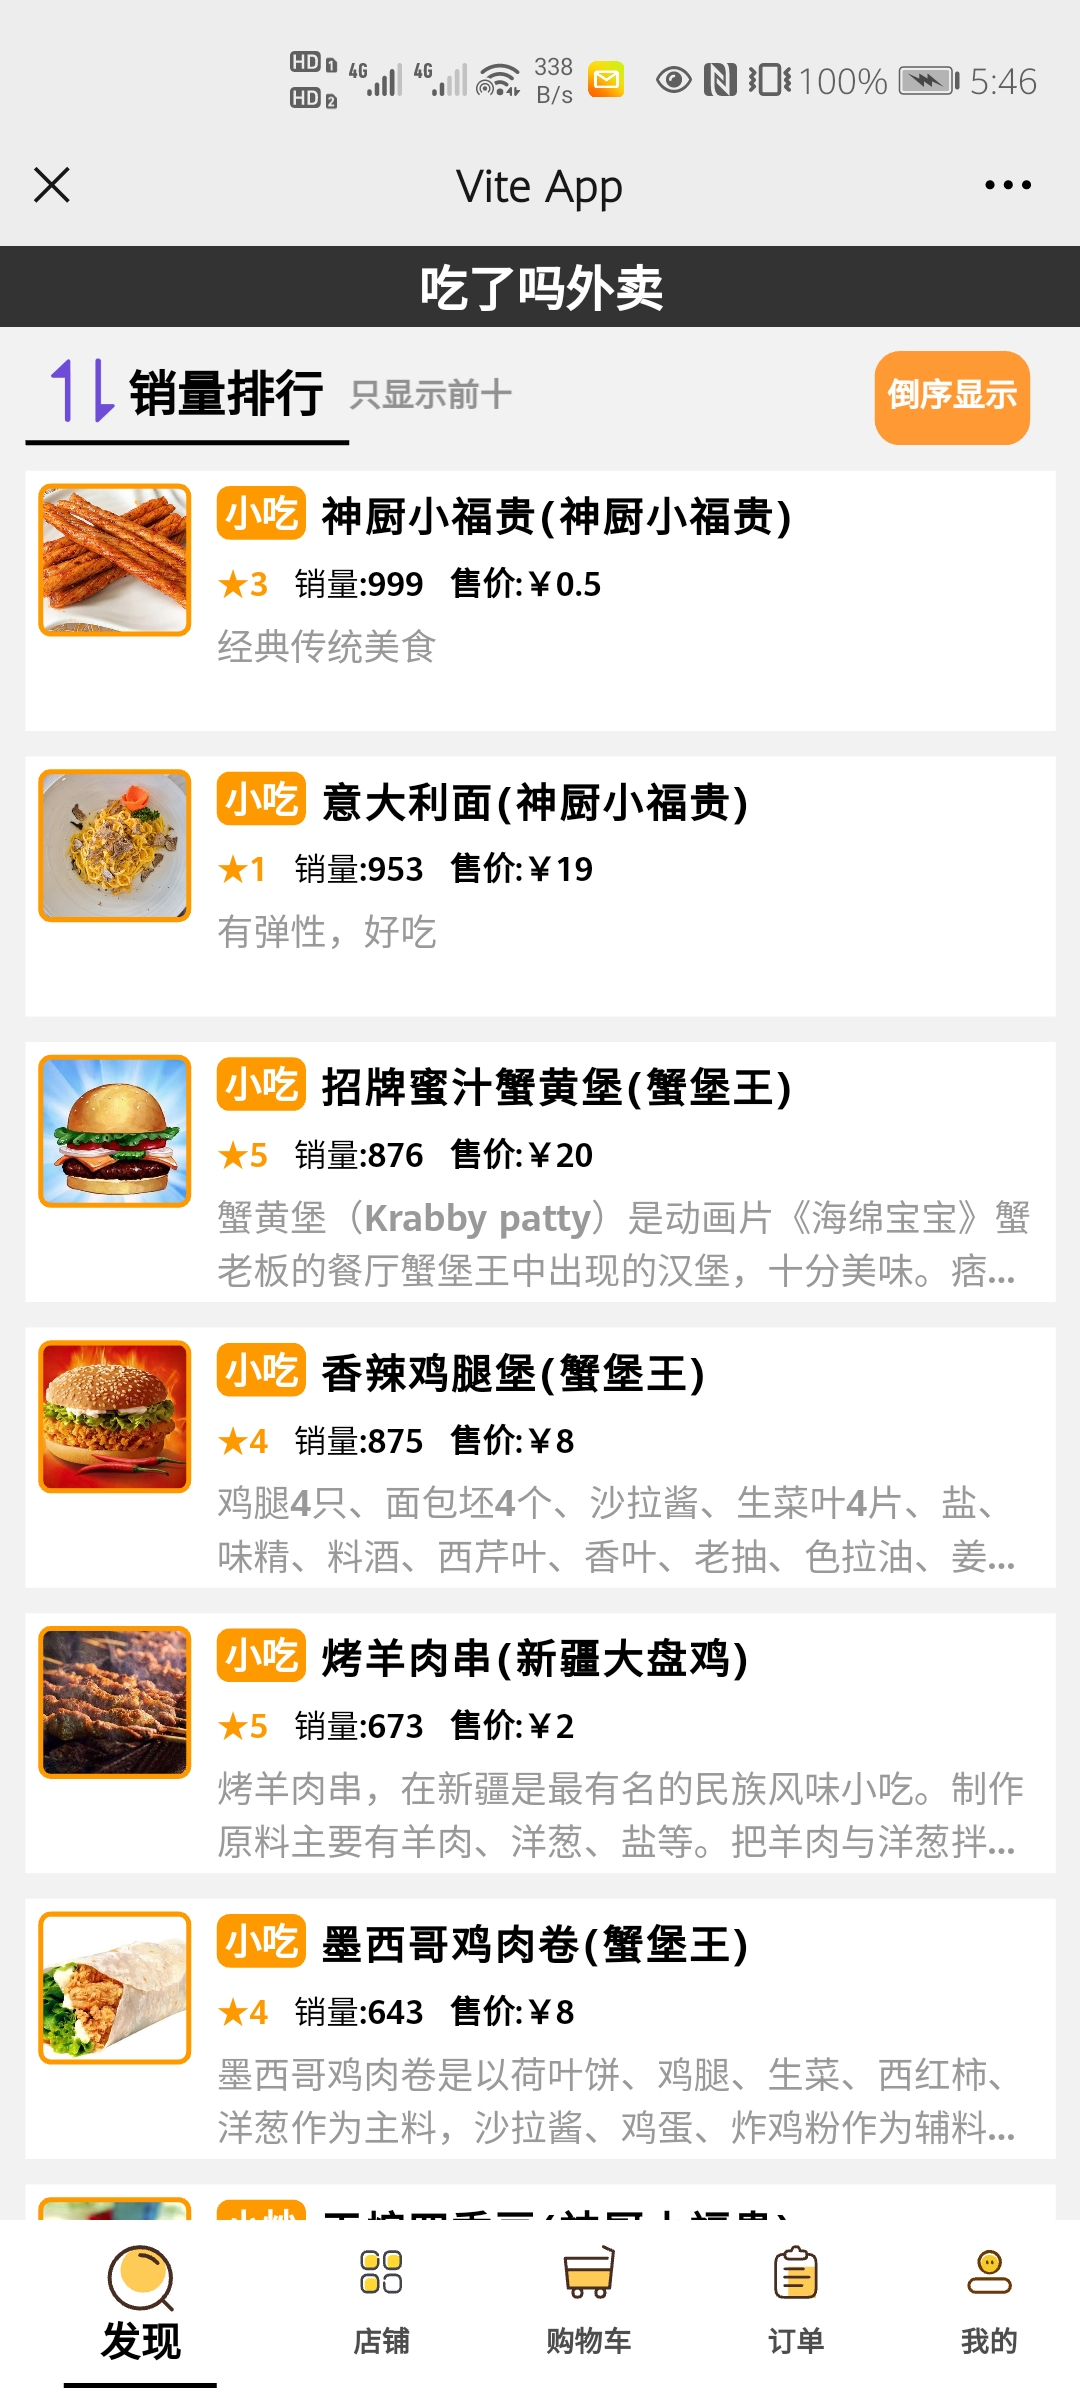 HD 1 4G 4G 338 100% 5:46
HD 2 B/s
Vite App
吃了吗外卖
销量排行 只显示前十 倒序显示
小吃 神厨小福贵(神厨小福贵)
★3 销量:999 售价:￥0.5
经典传统美食
小吃 意大利面(神厨小福贵)
★1 销量:953 售价:￥19
有弹性，好吃
小吃 招牌蜜汁蟹黄堡(蟹堡王)
★5 销量:876 售价:￥20
蟹黄堡（Krabby patty）是动画片《海绵宝宝》蟹
老板的餐厅蟹堡王中出现的汉堡，十分美味。痞...
小吃 香辣鸡腿堡(蟹堡王)
★4 销量:875 售价:￥8
鸡腿4只、面包坯4个、沙拉酱、生菜叶4片、盐、
味精、料酒、西芹叶、香叶、老抽、色拉油、姜...
小吃 烤羊肉串(新疆大盘鸡)
★5 销量:673 售价:￥2
烤羊肉串，在新疆是最有名的民族风味小吃。制作
原料主要有羊肉、洋葱、盐等。把羊肉与洋葱拌...
小吃 墨西哥鸡肉卷(蟹堡王)
★4 销量:643 售价:￥8
墨西哥鸡肉卷是以荷叶饼、鸡腿、生菜、西红柿、
洋葱作为主料，沙拉酱、鸡蛋、炸鸡粉作为辅料...
(神厨小福贵)
发现 店铺 购物车 订单 我的